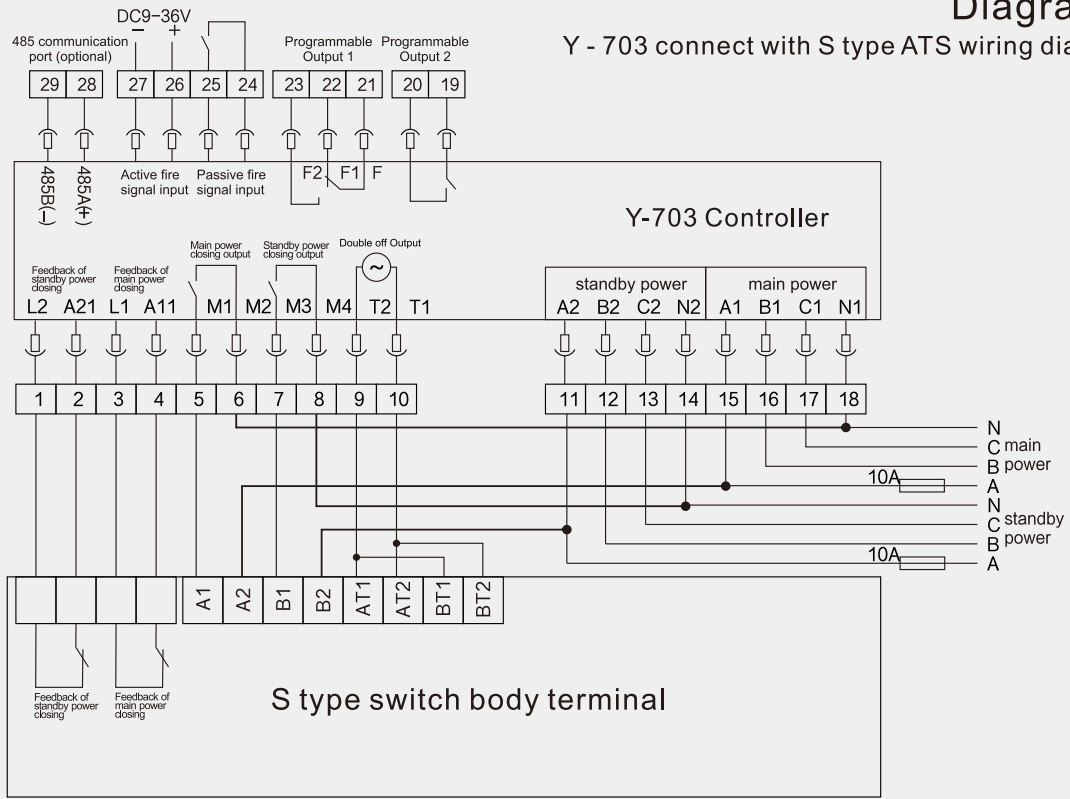 Diagra
Y - 703 connect with S type ATS wiring dia
DC9-36V
− +
485 communication
port (optional)
Programmable
Output 1
Programmable
Output 2
29 28 27 26 25 24 23 22 21 20 19
485B(−)
485A(+)
Active fire
signal input
Passive fire
signal input
F2 F1 F
Y-703 Controller
Main power
closing output
Standby power
closing output
Double off Output
~
Feedback of
standby power
closing
Feedback of
main power
closing
standby power
main power
L2 A21 L1 A11 M1 M2 M3 M4 T2 T1
A2 B2 C2 N2 A1 B1 C1 N1
1 2 3 4 5 6 7 8 9 10
11 12 13 14 15 16 17 18
N
C
B
A
main
power
10A
N
C
B
A
standby
power
10A
A1
A2
B1
B2
AT1
AT2
BT1
BT2
Feedback of
standby power
closing
Feedback of
main power
closing
S type switch body terminal